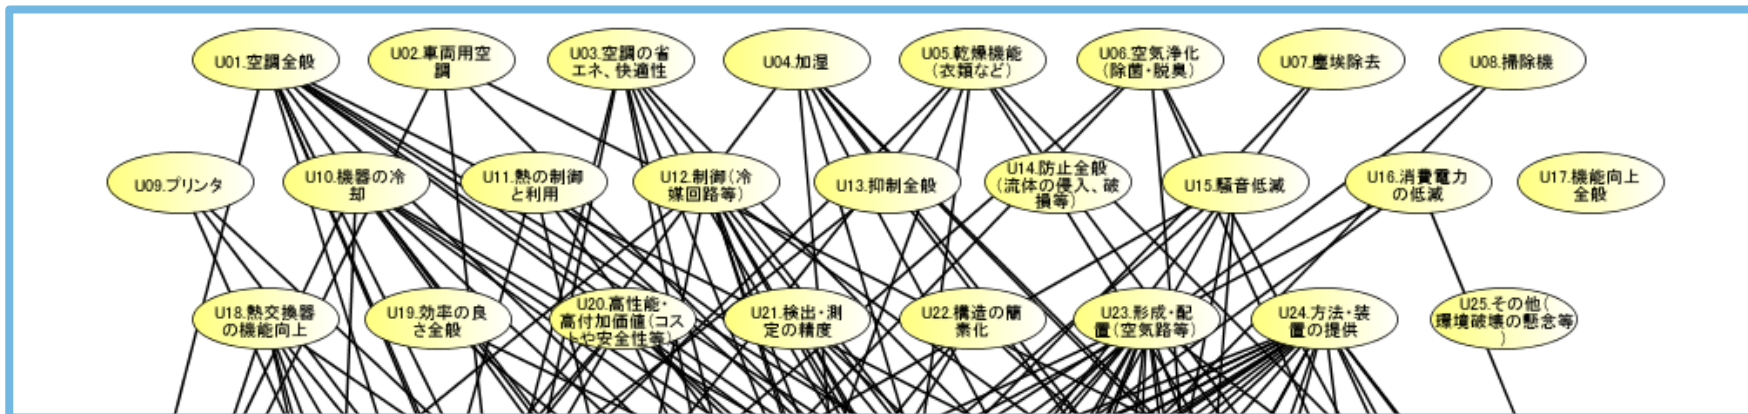 U01.空調全般
U02.車両用空
調
U03.空調の省
エネ、快適性
U04.加湿
U05.乾燥機能
(衣類など)
U06.空気浄化
(除菌・脱臭)
U07.塵埃除去
U08.掃除機
U09.プリンタ
U10.機器の冷
却
U11.熱の制御
と利用
U12.制御(冷
媒回路等)
U13.抑制全般
U14.防止全般
(流体の侵入、破
損等)
U15.騒音低減
U16.消費電力
の低減
U17.機能向上
全般
U18.熱交換器
の機能向上
U19.効率の良
さ全般
U20.高性能・
高付加価値(コス
トや安全性等)
U21.検出・測
定の精度
U22.構造の簡
素化
U23.形成・配
置(空気路等)
U24.方法・装
置の提供
U25.その他(
環境破壊の懸念等
)